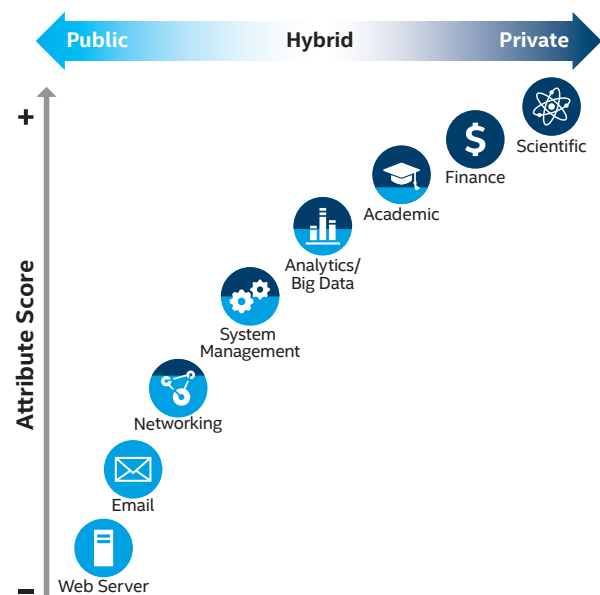 Public
Hybrid
Private
+
Scientific
$
Finance
Academic
Analytics/
Big Data
System
Management
Attribute Score
Networking
Email
Web Server
–